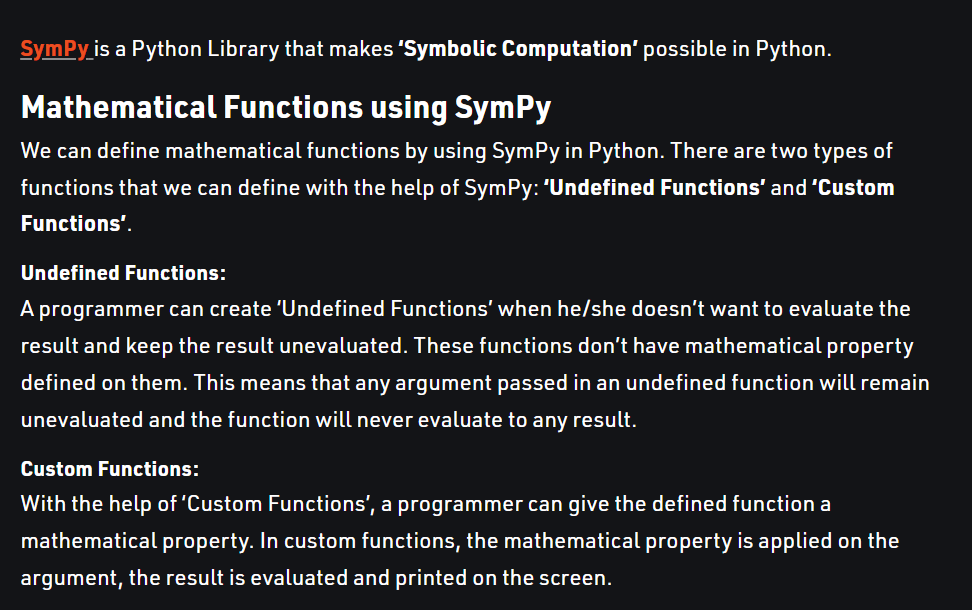 SymPy is a Python Library that makes ‘Symbolic Computation’ possible in Python.
Mathematical Functions using SymPy
We can define mathematical functions by using SymPy in Python. There are two types of
functions that we can define with the help of SymPy: ‘Undefined Functions’ and ‘Custom
Functions’.
Undefined Functions:
A programmer can create ‘Undefined Functions’ when he/she doesn’t want to evaluate the
result and keep the result unevaluated. These functions don’t have mathematical property
defined on them. This means that any argument passed in an undefined function will remain
unevaluated and the function will never evaluate to any result.
Custom Functions:
With the help of ‘Custom Functions’, a programmer can give the defined function a
mathematical property. In custom functions, the mathematical property is applied on the
argument, the result is evaluated and printed on the screen.